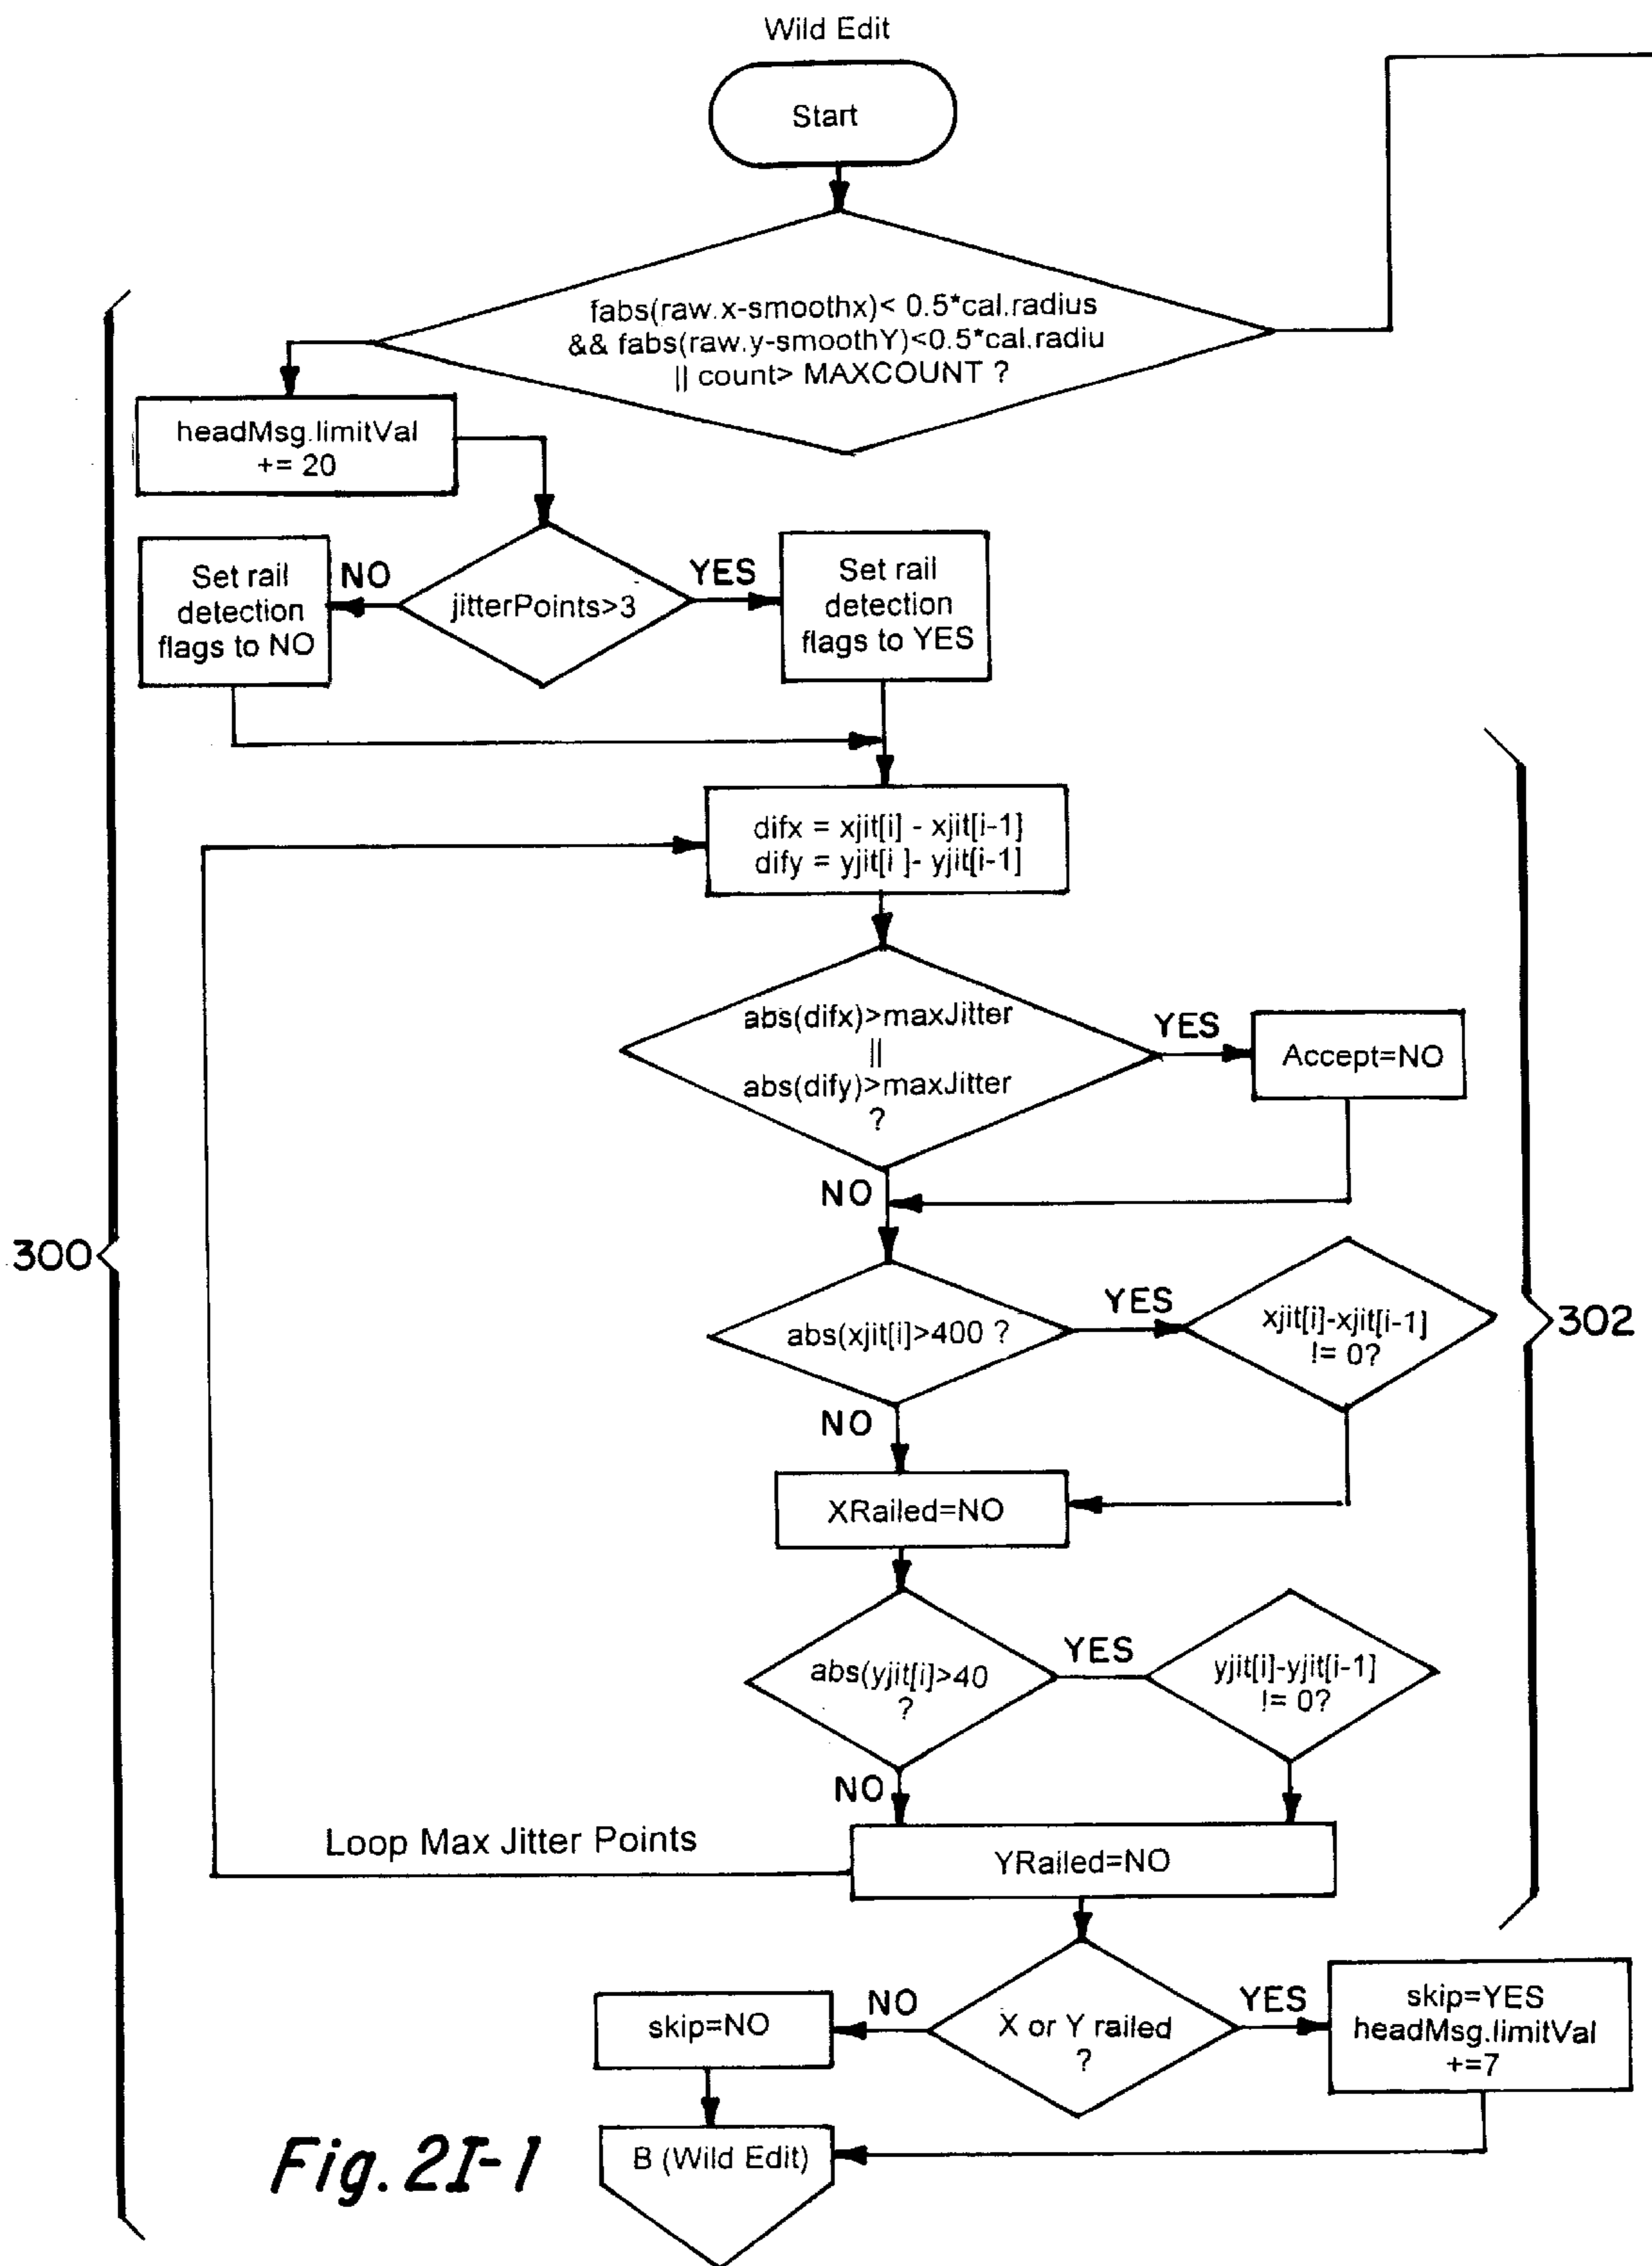 Wild Edit
Start
fabs(raw.x-smoothx)< 0.5*cal.radius
&& fabs(raw.y-smoothY)<0.5*cal.radiu
|| count> MAXCOUNT ?
headMsg.limitVal
+= 20
Set rail
detection
flags to NO
NO
jitterPoints>3
YES
Set rail
detection
flags to YES
difx = xjit[i] - xjit[i-1]
dify = yjit[i ]- yjit[i-1]
abs(difx)>maxJitter
||
abs(dify)>maxJitter
?
YES
Accept=NO
NO
300
abs(xjit[i]>400 ?
YES
xjit[i]-xjit[i-1]
!= 0?
302
NO
XRailed=NO
abs(yjit[i]>40
?
YES
yjit[i]-yjit[i-1]
!= 0?
NO
Loop Max Jitter Points
YRailed=NO
skip=NO
NO
X or Y railed
?
YES
skip=YES
headMsg.limitVal
+=7
B (Wild Edit)
Fig. 2I-1